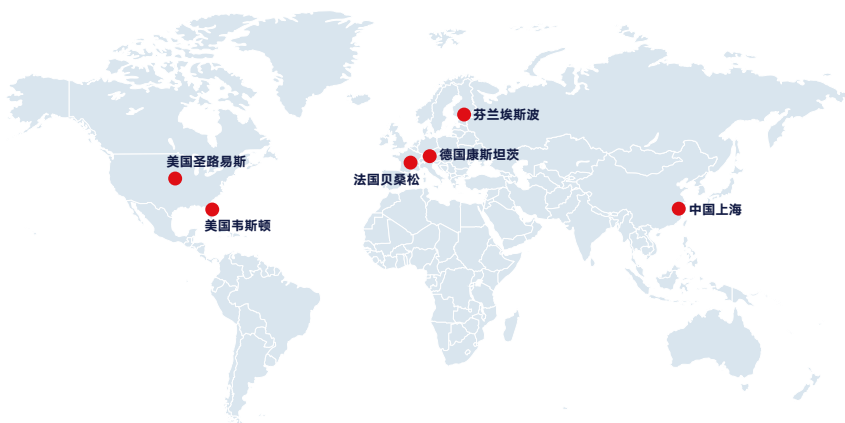 芬兰埃斯波
德国康斯坦茨
美国圣路易斯
法国贝桑松
中国上海
美国韦斯顿